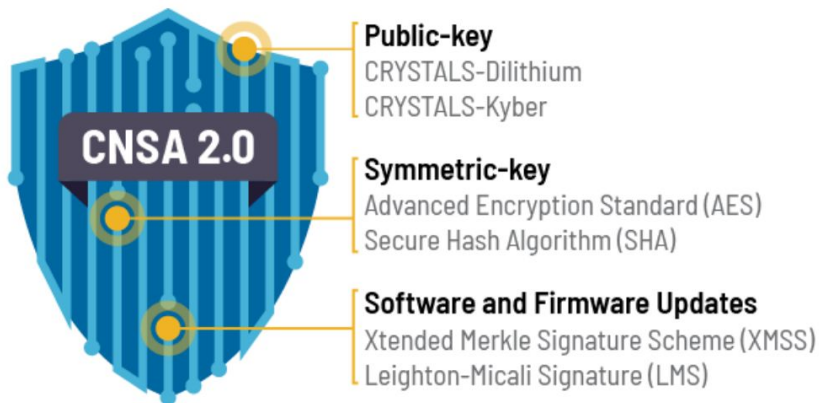 CNSA 2.0
Public-key
CRYSTALS-Dilithium
CRYSTALS-Kyber
Symmetric-key
Advanced Encryption Standard (AES)
Secure Hash Algorithm (SHA)
Software and Firmware Updates
Xtended Merkle Signature Scheme (XMSS)
Leighton-Micali Signature (LMS)